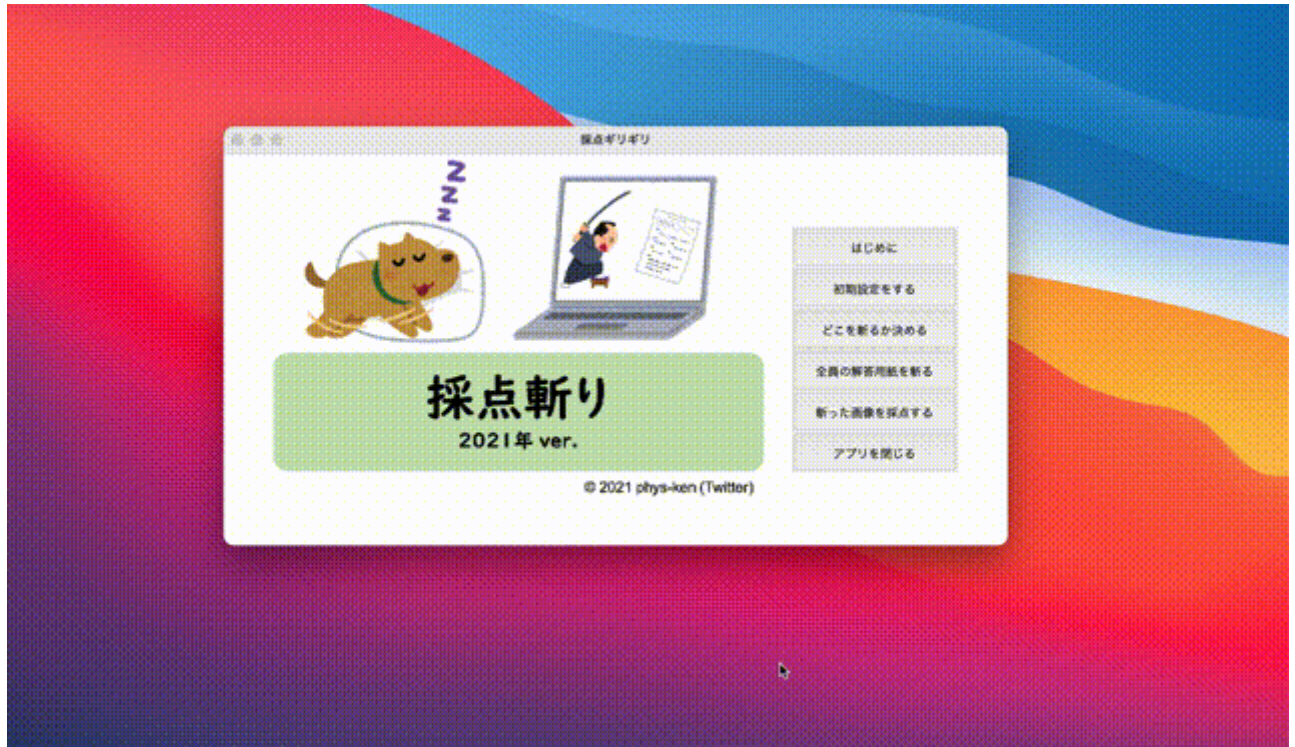 採点ギリギリ
z
z
z
はじめに
初期設定をする
どこを斬るか決める
全員の解答用紙を斬る
斬った画像を採点する
アプリを閉じる
採点斬り
2021年 ver.
© 2021 phys-ken (Twitter)